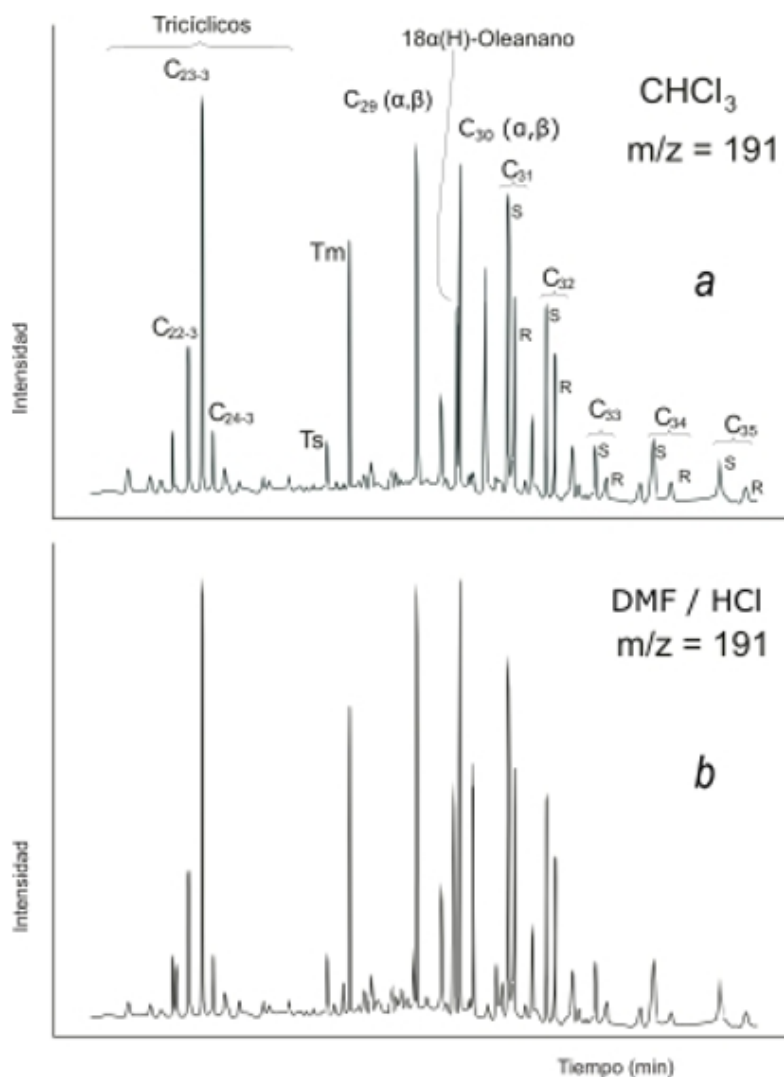 Tricíclicos
18α(H)-Oleanano
C23-3
C29 (α,β)
C30 (α,β)
CHCl3
m/z = 191
C31
S
R
Tm
a
C32
S
R
C22-3
C24-3
Ts
C33
S
R
C34
S
R
C35
S
R
Intensidad
DMF / HCl
m/z = 191
b
Intensidad
Tiempo (min)